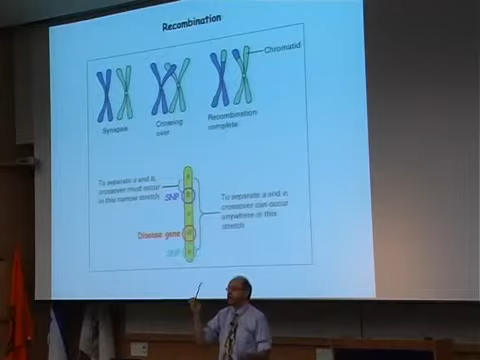 Recombination
Chromatid
Synapse
Crossing
over
Recombination
complete
To separate a and b,
crossover must occur
in this narrow stretch
SNP
To separate a and c,
crossover can occur
anywhere in this
stretch
Disease gene
SNP